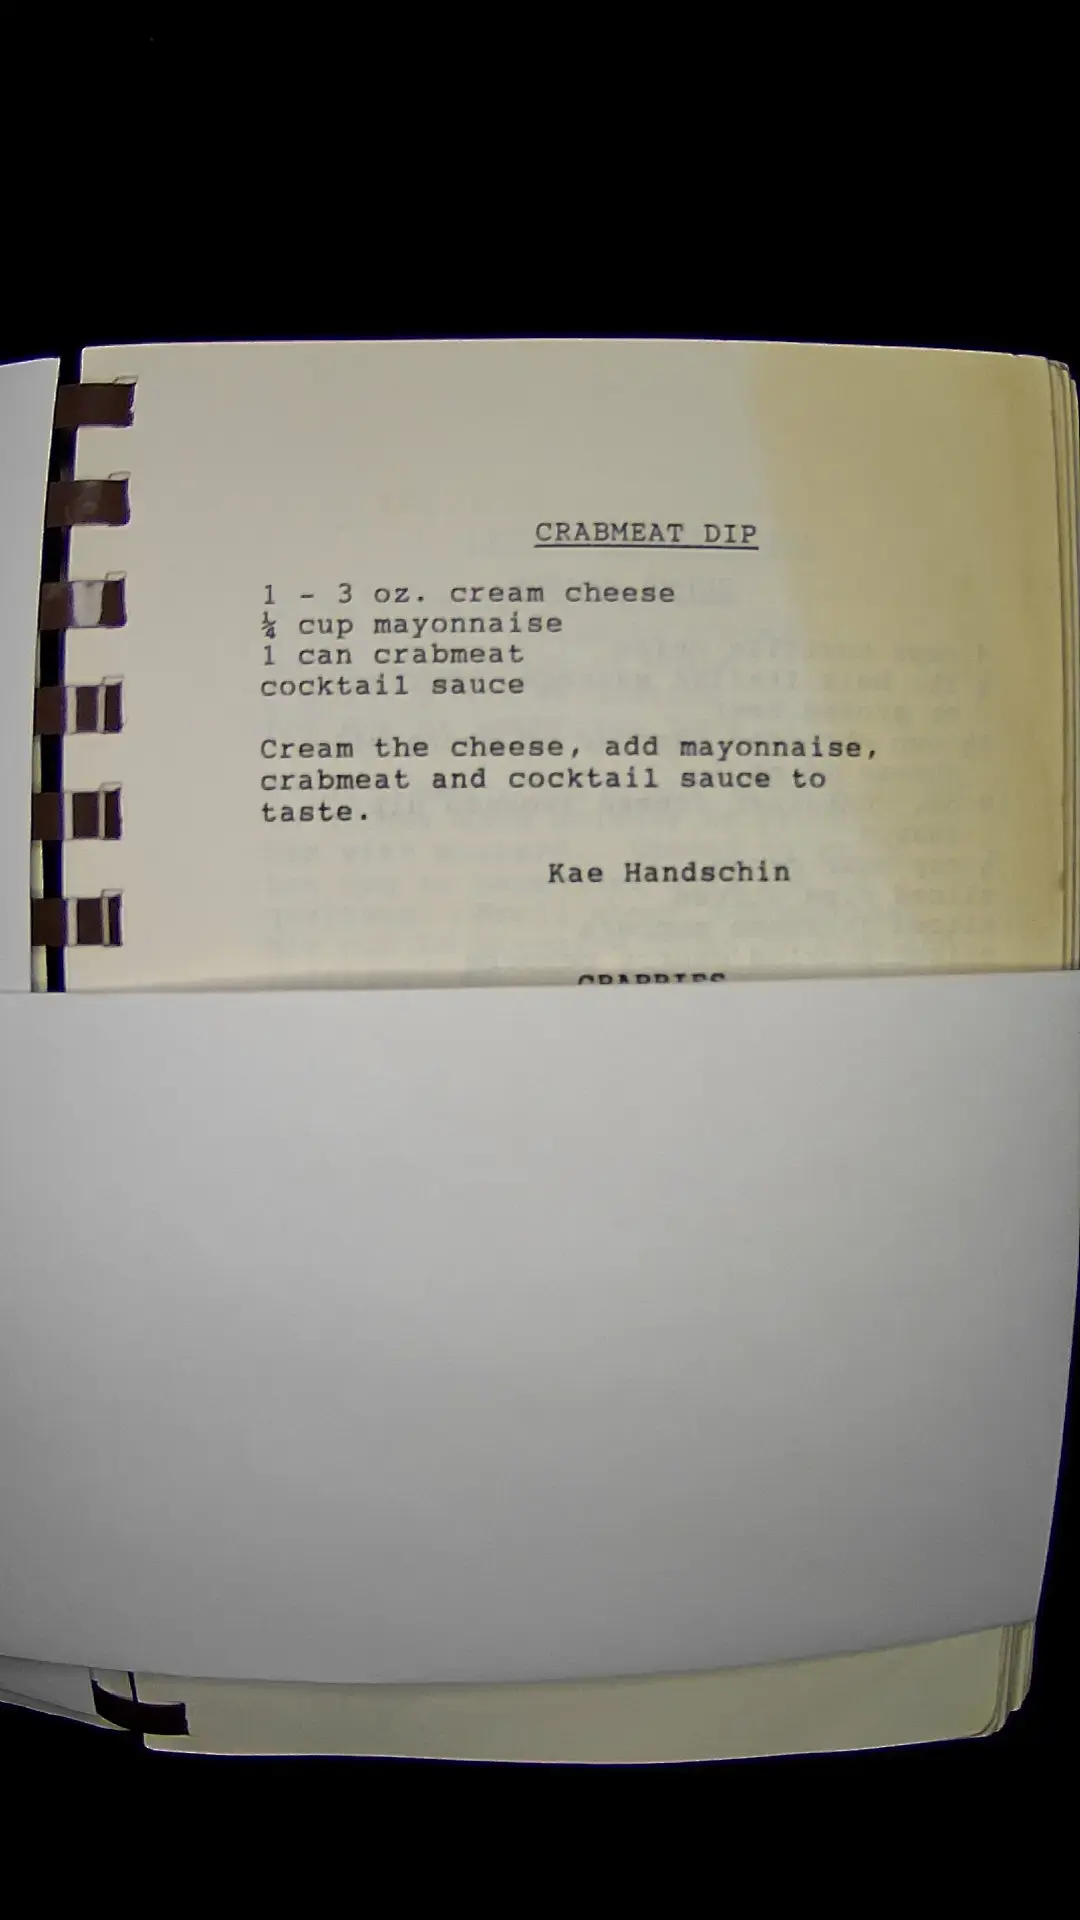 CRABMEAT DIP
1 - 3 oz. cream cheese
¼ cup mayonnaise
1 can crabmeat
cocktail sauce
Cream the cheese, add mayonnaise,
crabmeat and cocktail sauce to
taste.
Kae Handschin